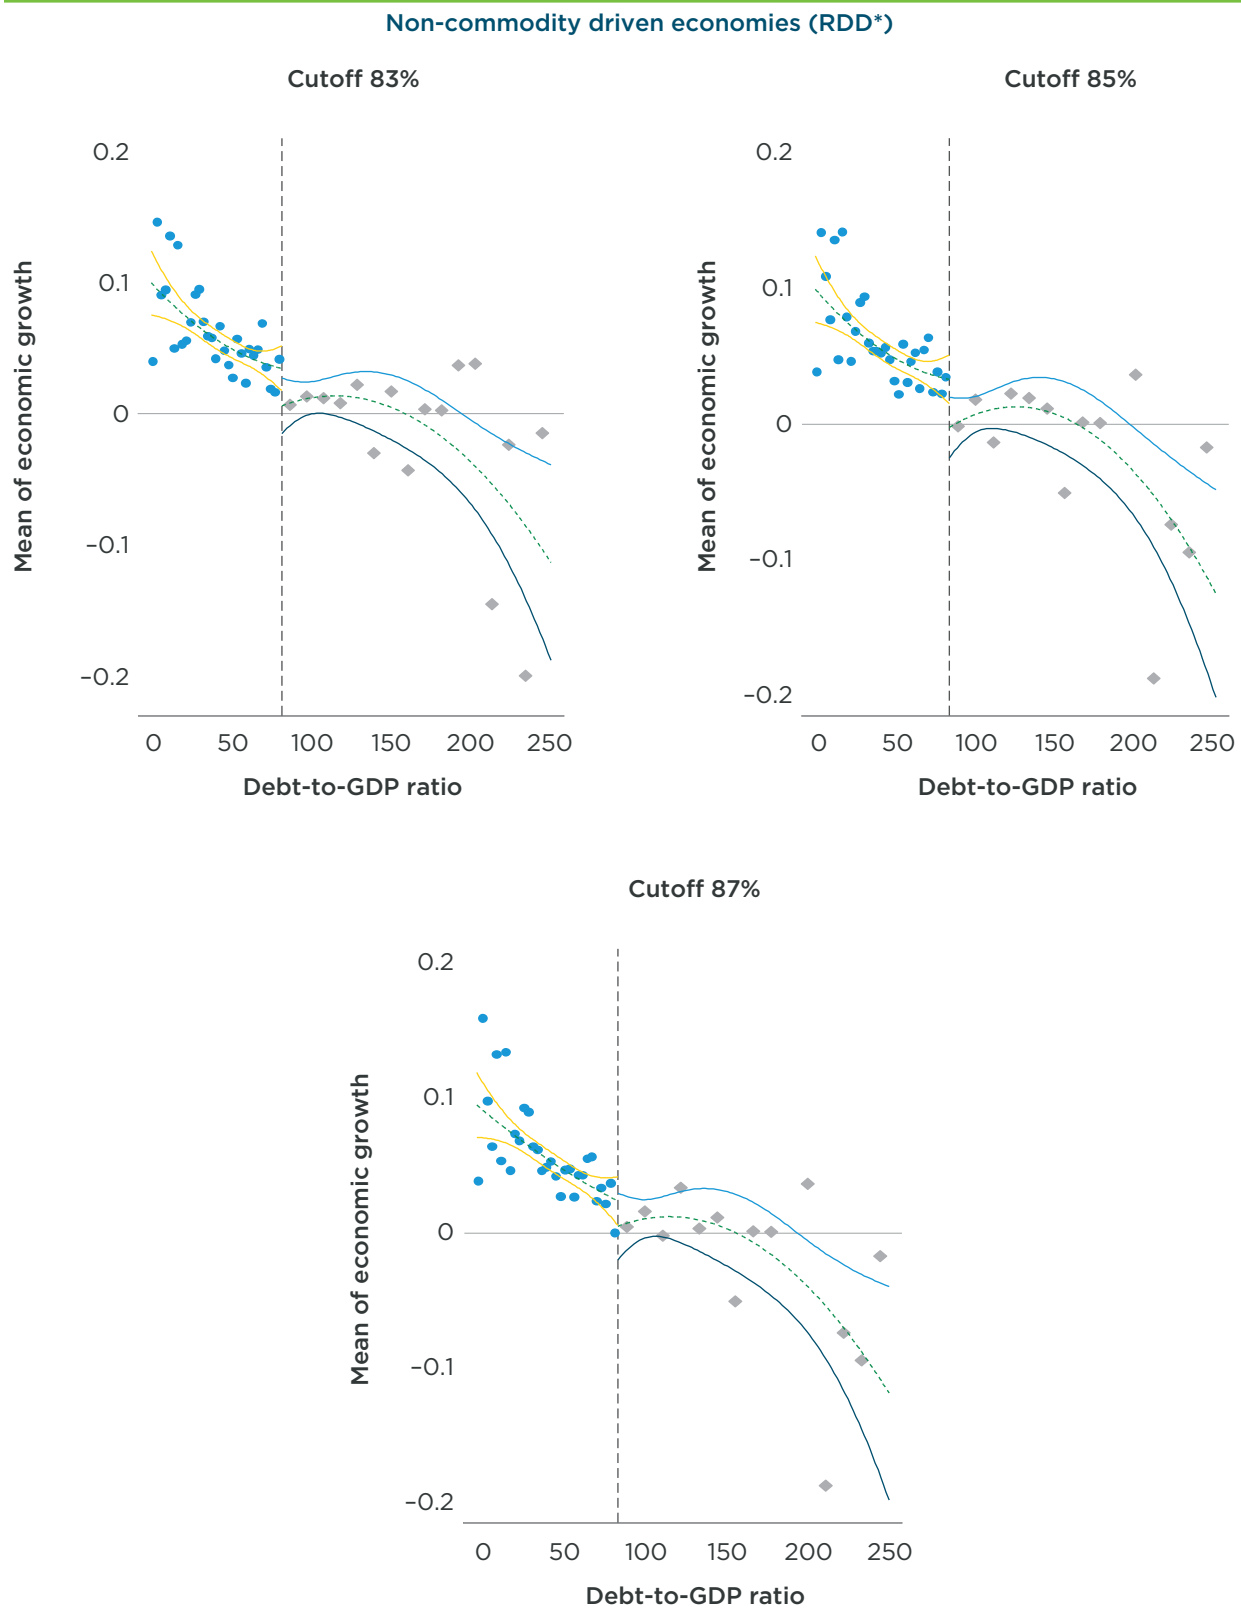 Non-commodity driven economies (RDD*)
Cutoff 83%
Mean of economic growth
0.2
0.1
0
–0.1
–0.2
0 50 100 150 200 250
Debt-to-GDP ratio
Cutoff 85%
Mean of economic growth
0.2
0.1
0
–0.1
–0.2
0 50 100 150 200 250
Debt-to-GDP ratio
Cutoff 87%
Mean of economic growth
0.2
0.1
0
–0.1
–0.2
0 50 100 150 200 250
Debt-to-GDP ratio